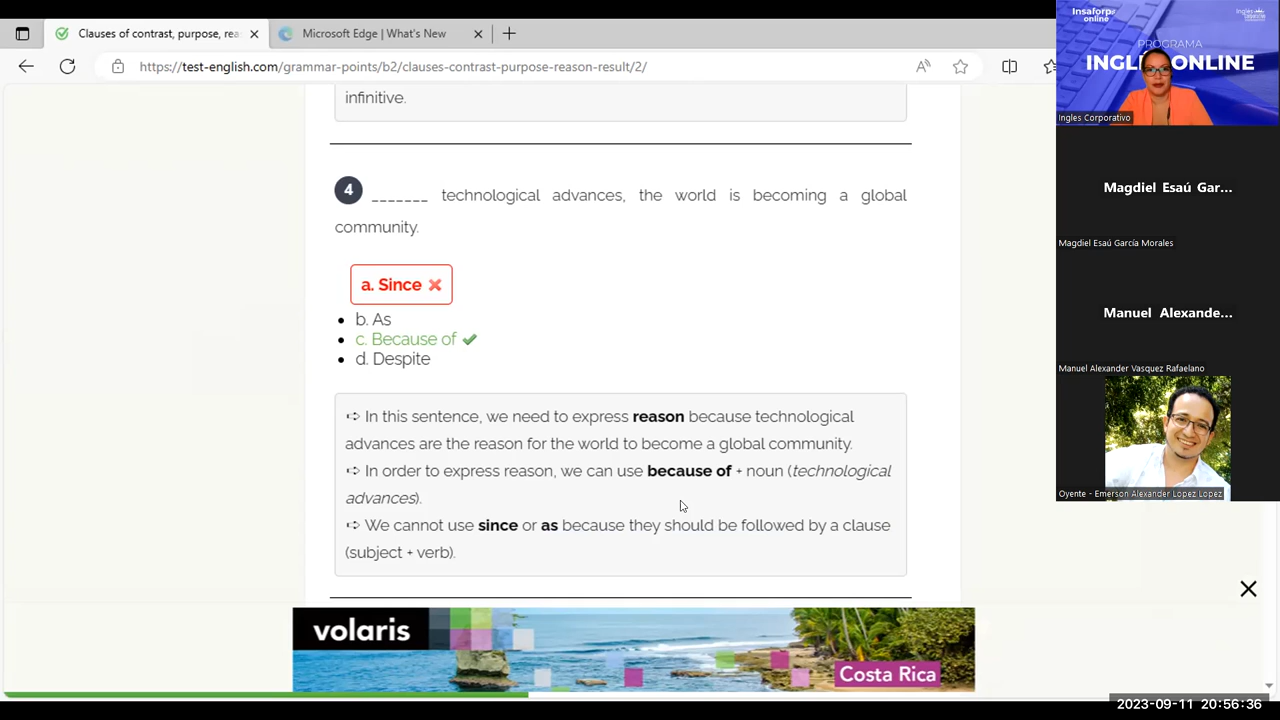 Clauses of contrast, purpose, rea
Microsoft Edge | What's New
https://test-english.com/grammar-points/b2/clauses-contrast-purpose-reason-result/2/
infinitive.
4 _______ technological advances, the world is becoming a global
community.
a. Since
b. As
c. Because of
d. Despite
➪ In this sentence, we need to express reason because technological
advances are the reason for the world to become a global community.
➪ In order to express reason, we can use because of + noun (technological
advances).
➪ We cannot use since or as because they should be followed by a clause
(subject + verb).
volaris
Costa Rica
Insaforp
online
Inglés
PROGRAMA
INGLÉ ONLINE
Ingles Corporativo
Magdiel Esaú Gar...
Magdiel Esaú García Morales
Manuel Alexande...
Manuel Alexander Vasquez Rafaelano
Oyente - Emerson Alexander Lopez Lopez
2023-09-11 20:56:36